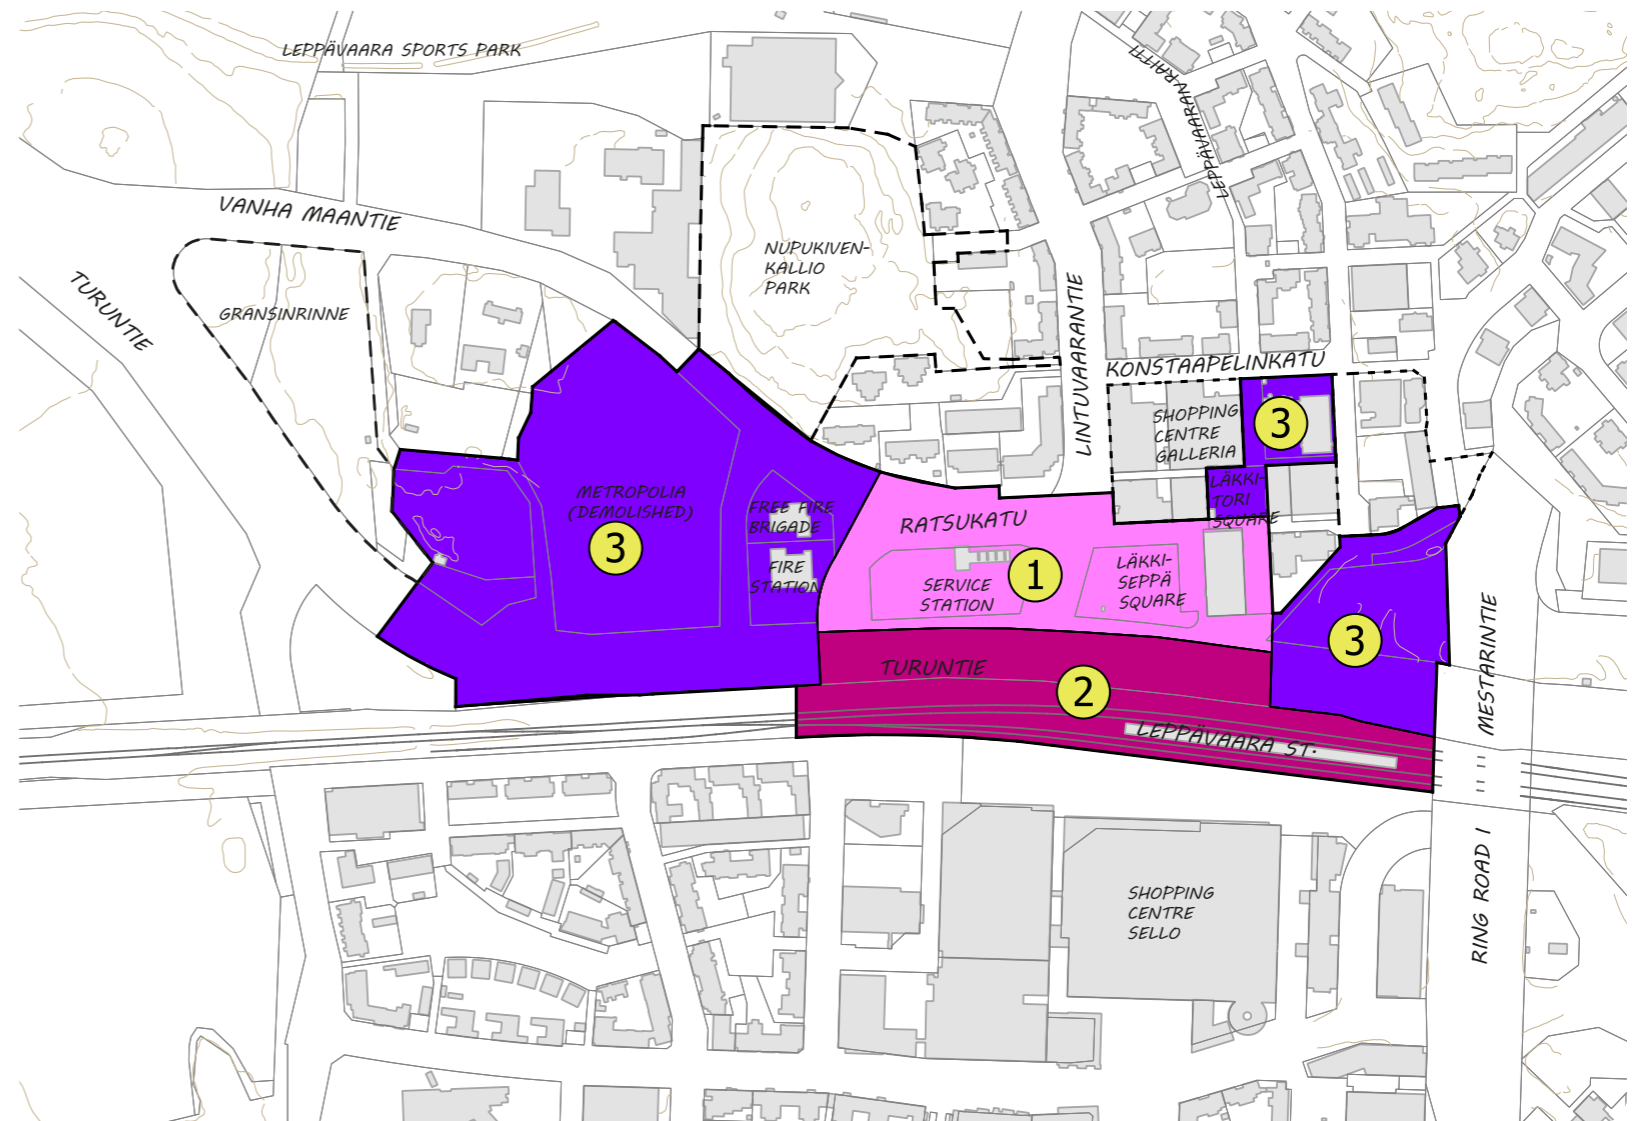 LEPPÄVAARA SPORTS PARK
LEPPÄVAARAN RAITTI
VANHA MAANTIE
TURUNTIE
GRANSINRINNE
NUPUKIVEN-
KALLIO
PARK
LINTUVAARANTIE
KONSTAAPELINKATU
SHOPPING
CENTRE
GALLERIA
3
LÄKKI-
TORI
SQUARE
METROPOLIA
(DEMOLISHED)
3
FREE FIRE
BRIGADE
FIRE
STATION
RATSUKATU
SERVICE
STATION
1
LÄKKI-
SEPPÄ
SQUARE
3
TURUNTIE
2
LEPPÄVAARA ST.
MESTARINTIE
SHOPPING
CENTRE
SELLO
RING ROAD I